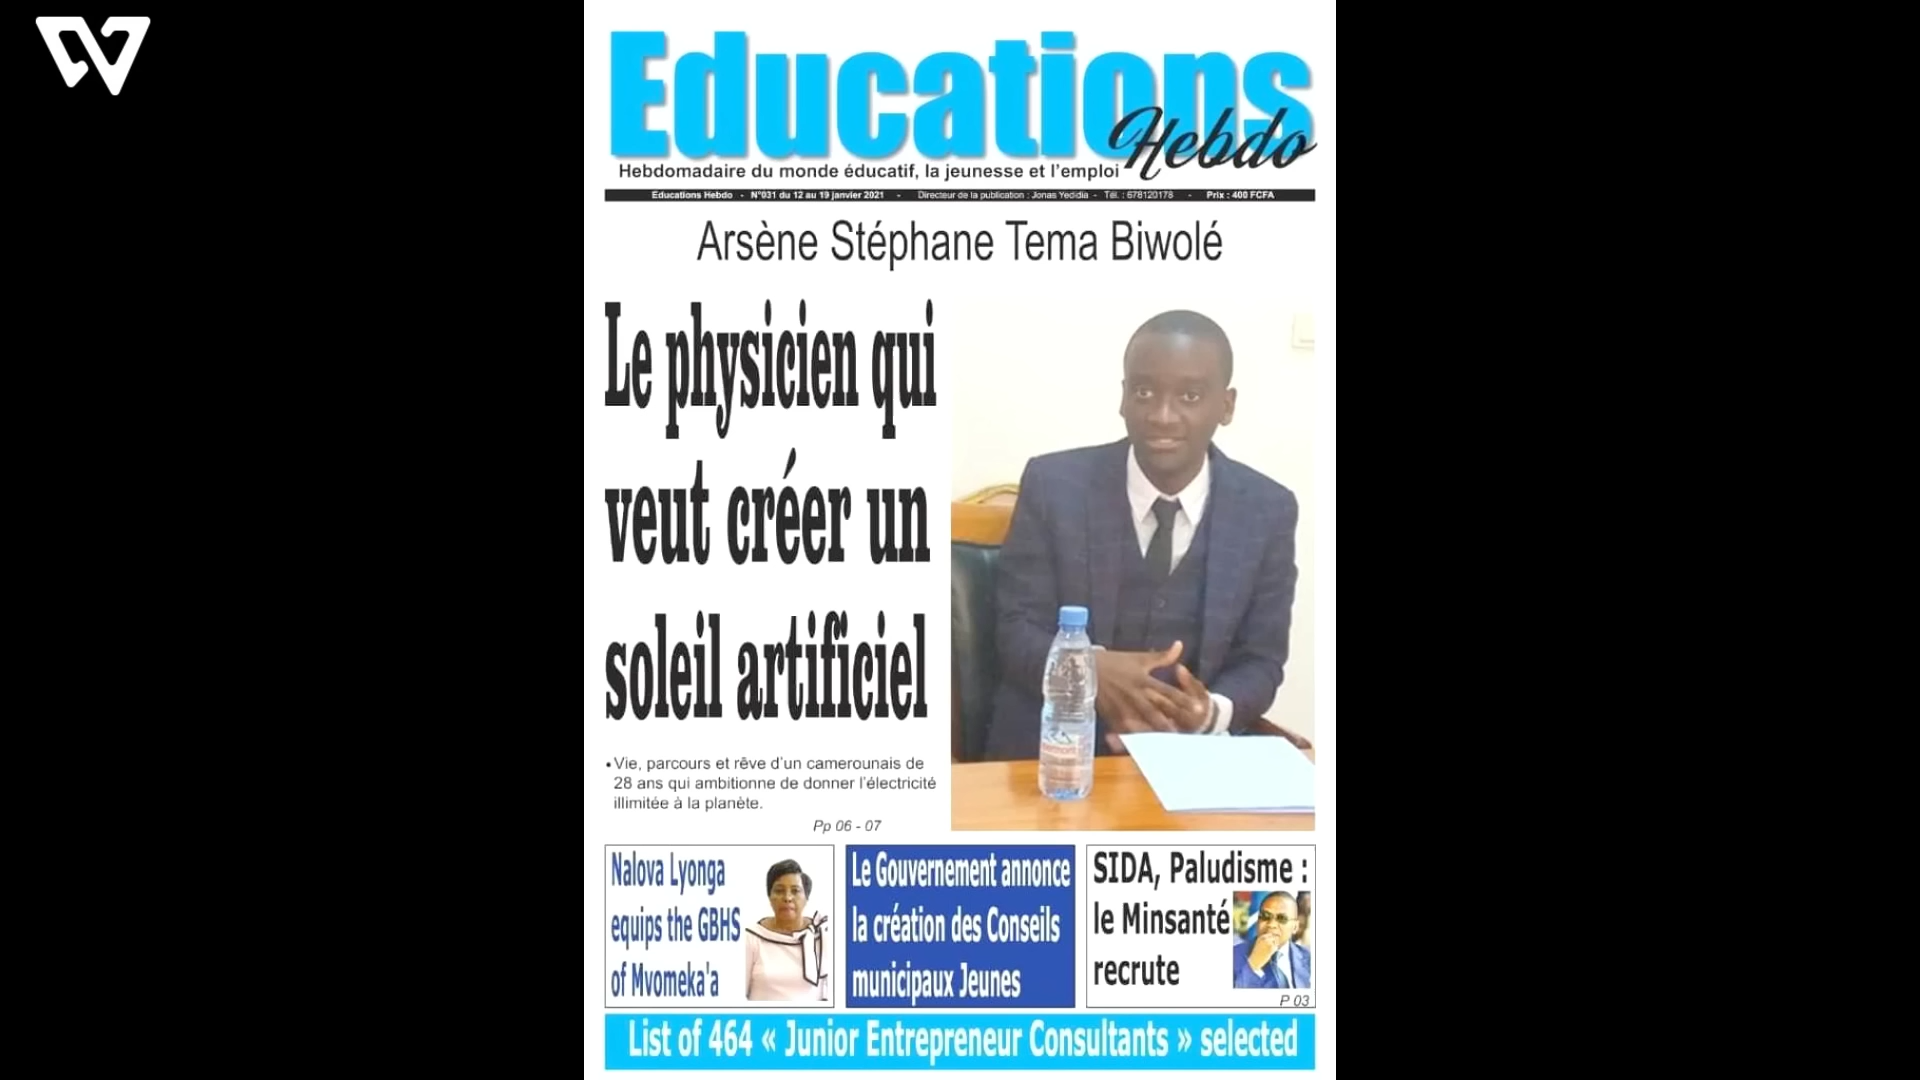 Educations
Hebdo
Hebdomadaire du monde éducatif, la jeunesse et l'emploi
Educations Hebdo - N°031 du 12 au 19 janvier 2021 - Directeur de la publication : Jonas Yedidia - Tél. : 678120178 - Prix : 400 FCFA
Arsène Stéphane Tema Biwolé
Le physicien qui
veut créer un
soleil artificiel
• Vie, parcours et rêve d'un camerounais de
28 ans qui ambitionne de donner l'électricité
illimitée à la planète.
Pp 06 - 07
Nalova Lyonga
equips the GBHS
of Mvomeka'a
Le Gouvernement annonce
la création des Conseils
municipaux Jeunes
SIDA, Paludisme :
le Minsanté
recrute
P 03
List of 464 « Junior Entrepreneur Consultants » selected